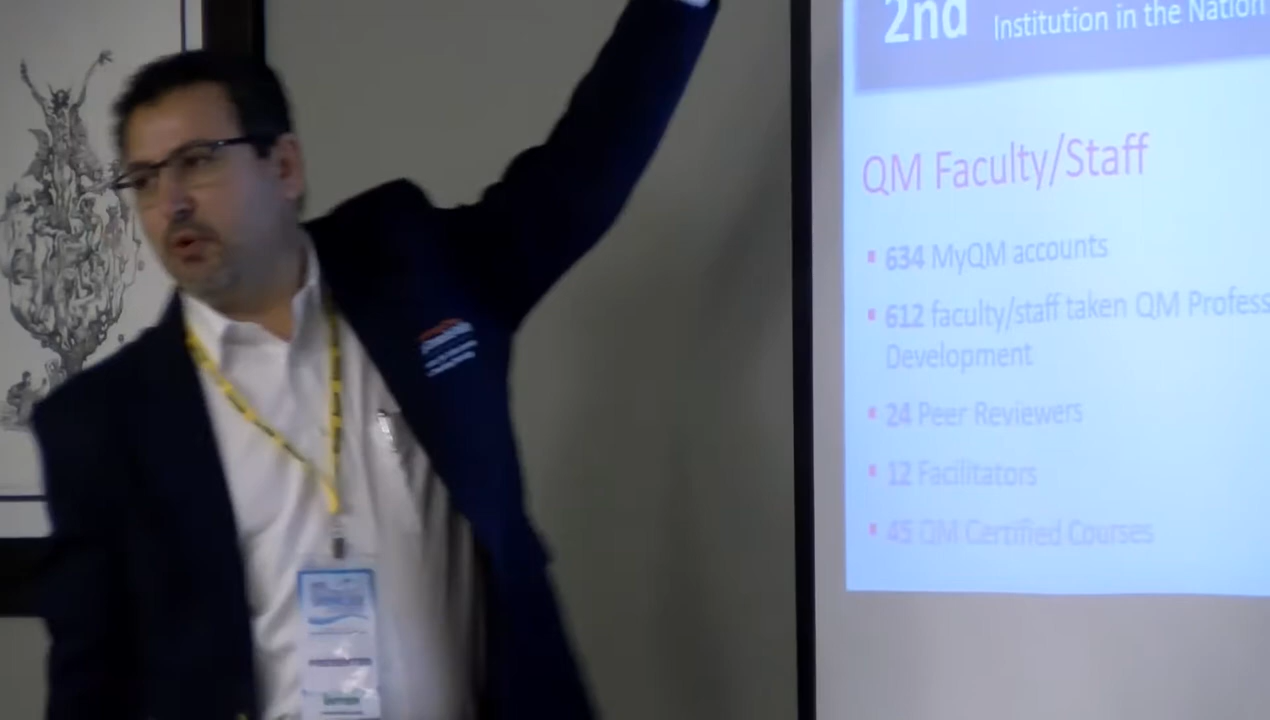 2nd Institution in the Nation
QM Faculty/Staff
▪ 634 MyQM accounts
▪ 612 faculty/staff taken QM Profess
Development
▪ 24 Peer Reviewers
▪ 12 Facilitators
▪ 45 QM Certified Courses
PRESENTER